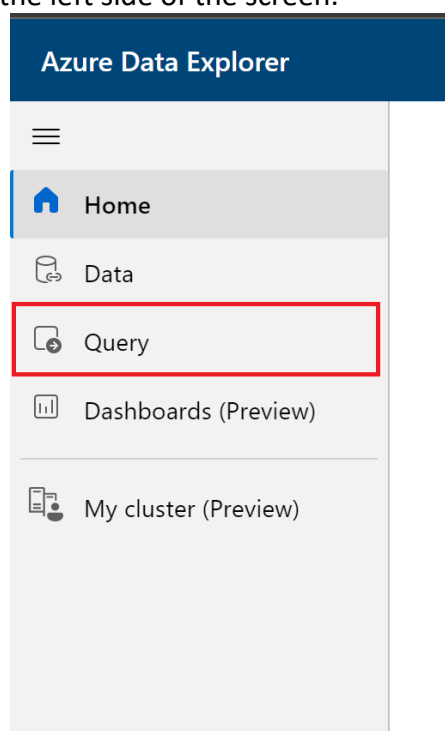 the left side of the screen.
Azure Data Explorer
Home
Data
Query
Dashboards (Preview)
My cluster (Preview)